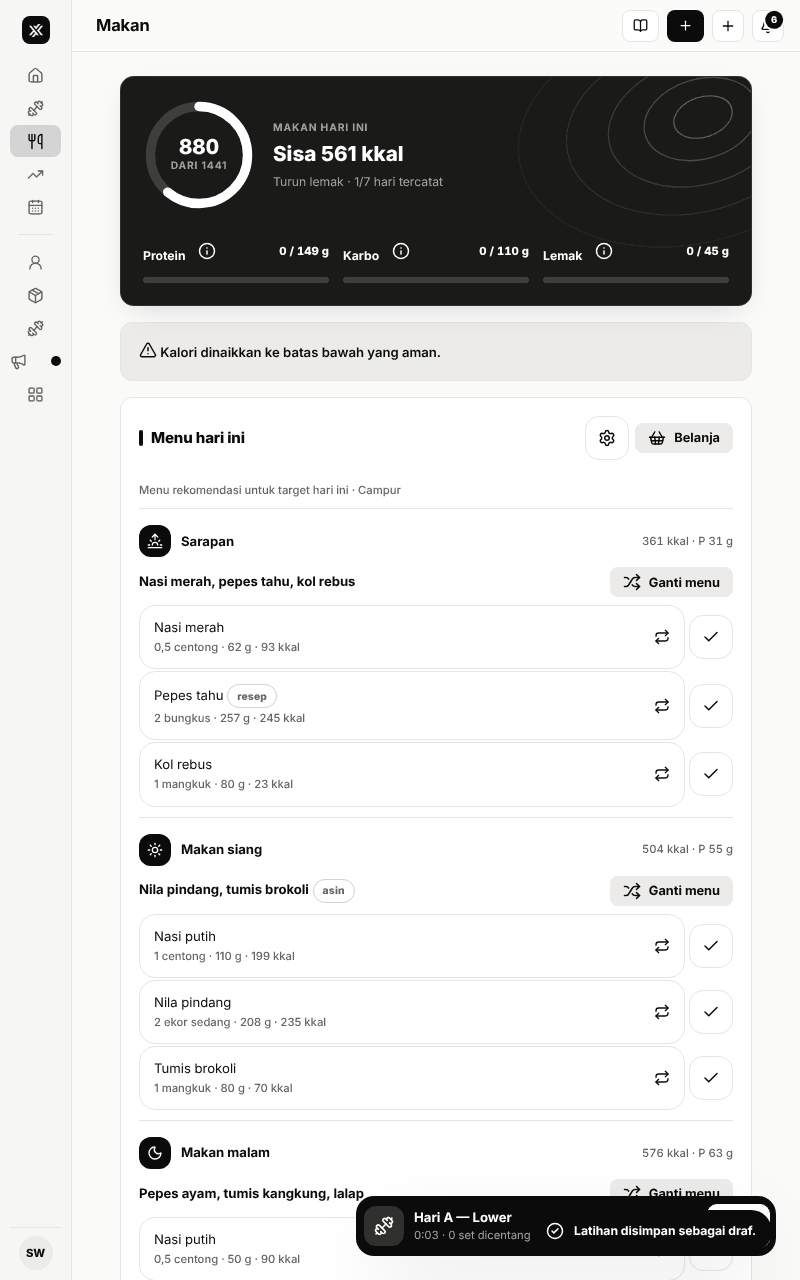 Makan
6
880
DARI 1441
MAKAN HARI INI
Sisa 561 kkal
Turun lemak · 1/7 hari tercatat
Protein 0 / 149 g
Karbo 0 / 110 g
Lemak 0 / 45 g
Kalori dinaikkan ke batas bawah yang aman.
Menu hari ini
Belanja
Menu rekomendasi untuk target hari ini · Campur
Sarapan
361 kkal · P 31 g
Nasi merah, pepes tahu, kol rebus
Ganti menu
Nasi merah
0,5 centong · 62 g · 93 kkal
Pepes tahu resep
2 bungkus · 257 g · 245 kkal
Kol rebus
1 mangkuk · 80 g · 23 kkal
Makan siang
504 kkal · P 55 g
Nila pindang, tumis brokoli asin
Ganti menu
Nasi putih
1 centong · 110 g · 199 kkal
Nila pindang
2 ekor sedang · 208 g · 235 kkal
Tumis brokoli
1 mangkuk · 80 g · 70 kkal
Makan malam
576 kkal · P 63 g
Pepes ayam, tumis kangkung, lalap
Ganti menu
Nasi putih
0,5 centong · 50 g · 90 kkal
Hari A — Lower
0:03 · 0 set dicentang
Latihan disimpan sebagai draf.
SW